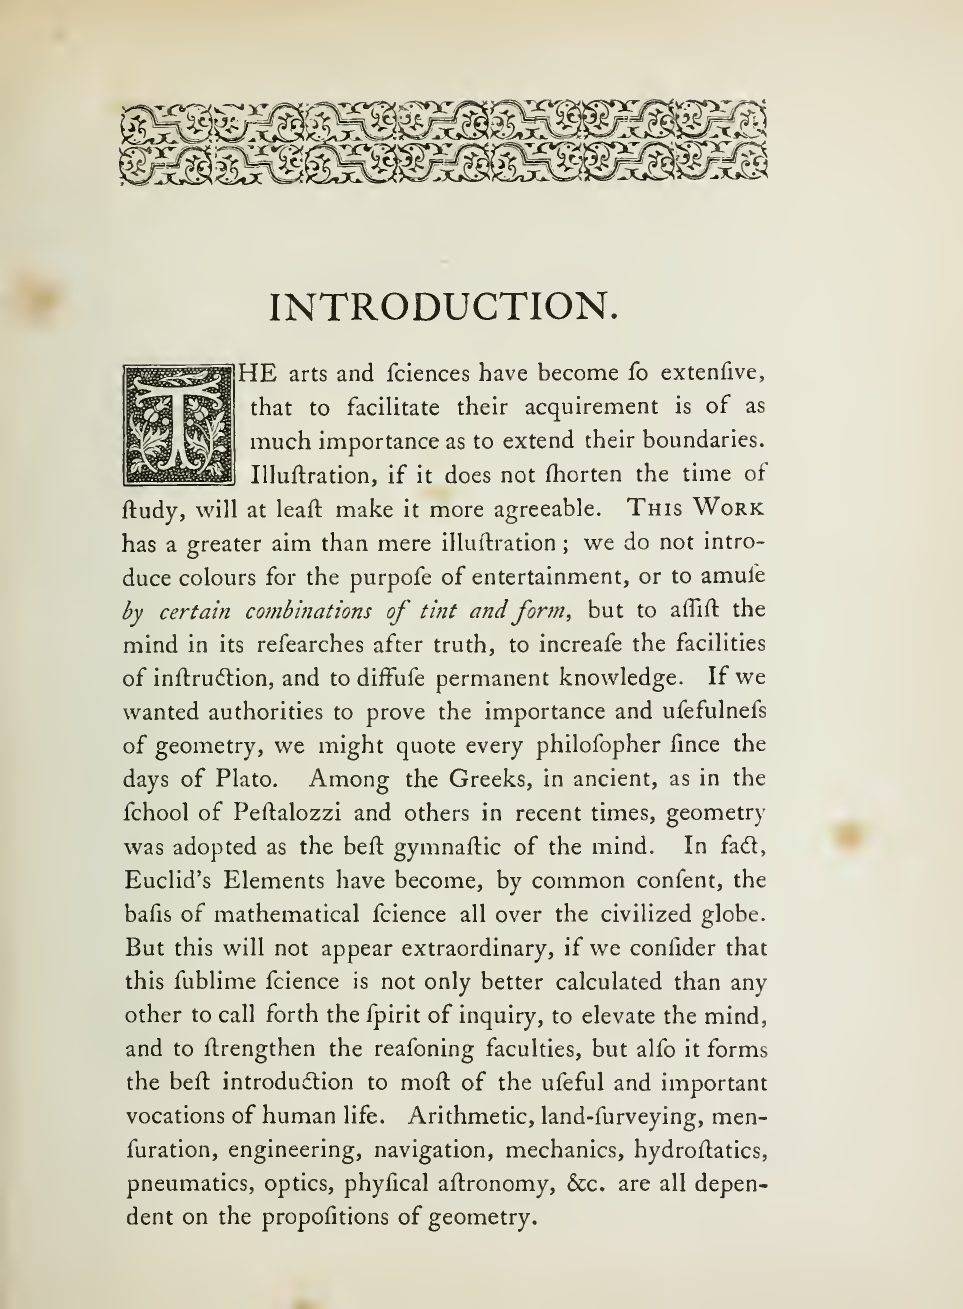 INTRODUCTION.
THE arts and ſciences have become ſo extenſive,
that to facilitate their acquirement is of as
much importance as to extend their boundaries.
Illuſtration, if it does not ſhorten the time of
ſtudy, will at leaſt make it more agreeable. THIS WORK
has a greater aim than mere illuſtration; we do not intro-
duce colours for the purpoſe of entertainment, or to amuſe
by certain combinations of tint and form, but to aſſiſt the
mind in its reſearches after truth, to increaſe the facilities
of inſtruction, and to diffuſe permanent knowledge. If we
wanted authorities to prove the importance and uſefulneſs
of geometry, we might quote every philoſopher ſince the
days of Plato. Among the Greeks, in ancient, as in the
ſchool of Peſtalozzi and others in recent times, geometry
was adopted as the beſt gymnaſtic of the mind. In fact,
Euclid's Elements have become, by common conſent, the
baſis of mathematical ſcience all over the civilized globe.
But this will not appear extraordinary, if we conſider that
this ſublime ſcience is not only better calculated than any
other to call forth the ſpirit of inquiry, to elevate the mind,
and to ſtrengthen the reaſoning faculties, but alſo it forms
the beſt introduction to moſt of the uſeful and important
vocations of human life. Arithmetic, land-ſurveying, men-
ſuration, engineering, navigation, mechanics, hydroſtatics,
pneumatics, optics, phyſical aſtronomy, &c. are all depen-
dent on the propoſitions of geometry.